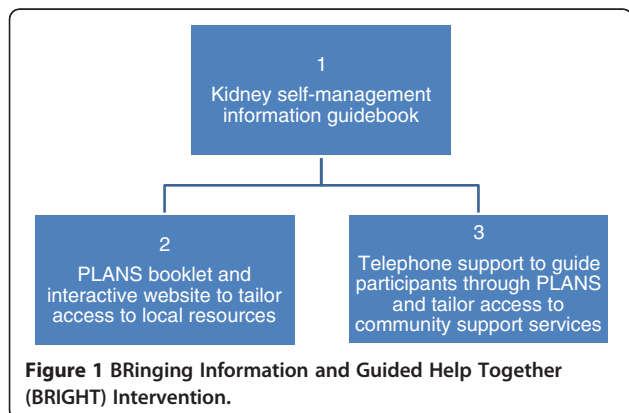 1
Kidney self-management
information guidebook
2
PLANS booklet and
interactive website to tailor
access to local resources
3
Telephone support to guide
participants through PLANS
and tailor access to
community support services
Figure 1 BRinging Information and Guided Help Together
(BRIGHT) Intervention.